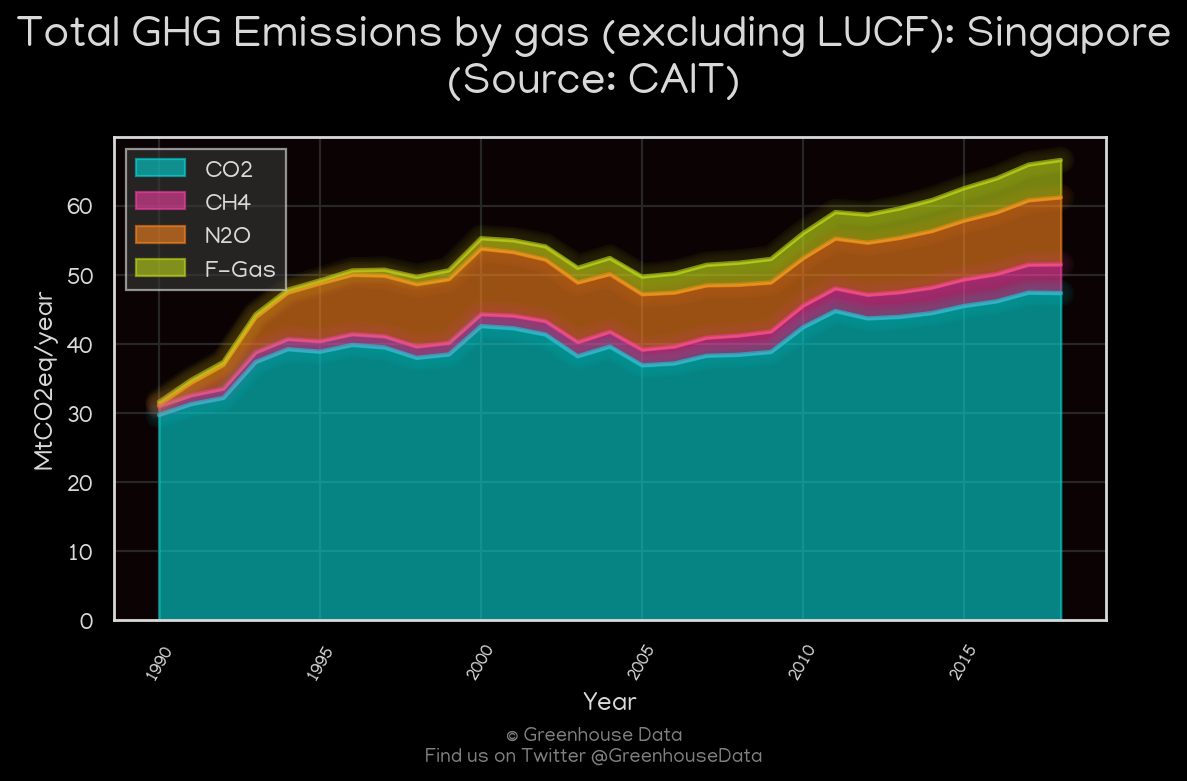 Total GHG Emissions by gas (excluding LUCF): Singapore
(Source: CAIT)
CO2
CH4
N2O
F-Gas
MtCO2eq/year
60
50
40
30
20
10
0
1990
1995
2000
2005
2010
2015
Year
© Greenhouse Data
Find us on Twitter @GreenhouseData